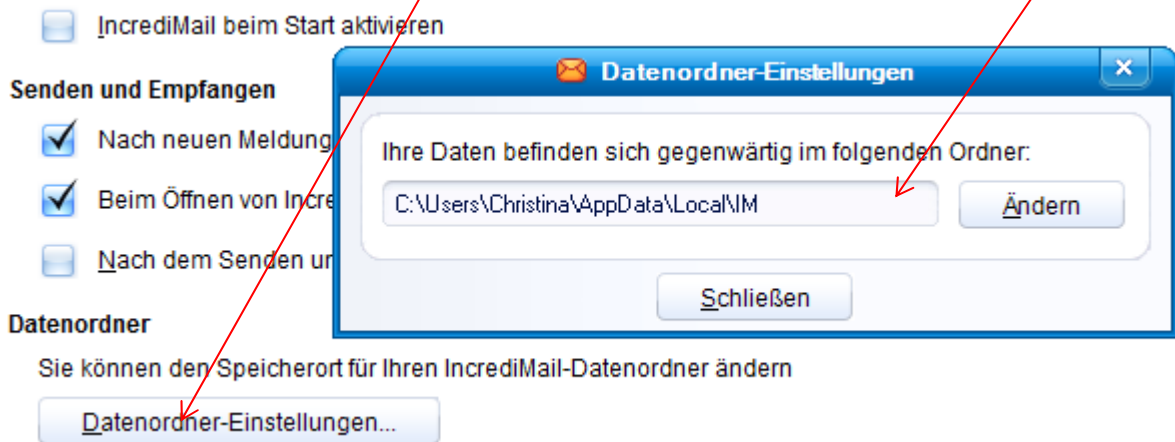 IncrediMail beim Start aktivieren
Datenordner-Einstellungen
Senden und Empfangen
Nach neuen Meldung
Ihre Daten befinden sich gegenwärtig im folgenden Ordner:
Beim Öffnen von Incre
C:\Users\Christina\AppData\Local\IM
Ändern
Nach dem Senden un
Schließen
Datenordner
Sie können den Speicherort für Ihren IncrediMail-Datenordner ändern
Datenordner-Einstellungen...